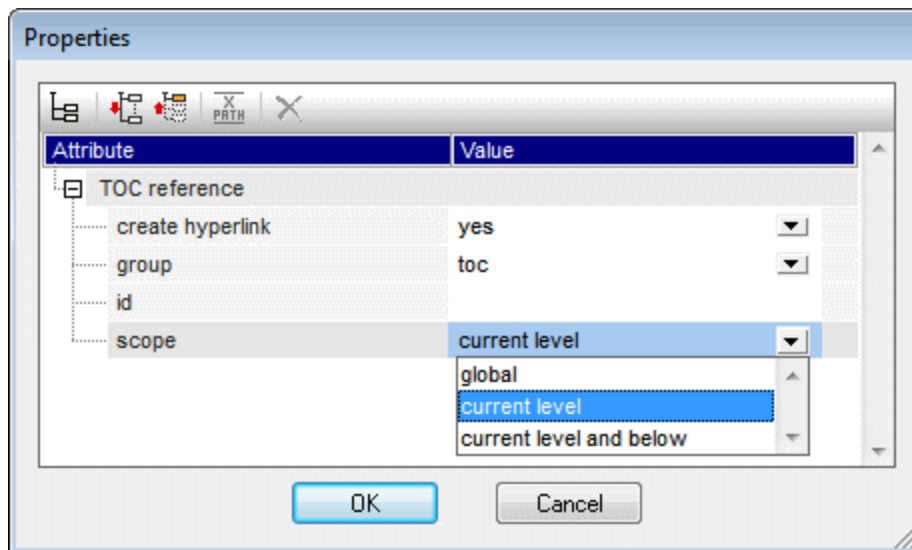 Properties
X
PATH
Attribute Value
TOC reference
create hyperlink yes
group toc
id
scope current level
global
current level
current level and below
OK Cancel